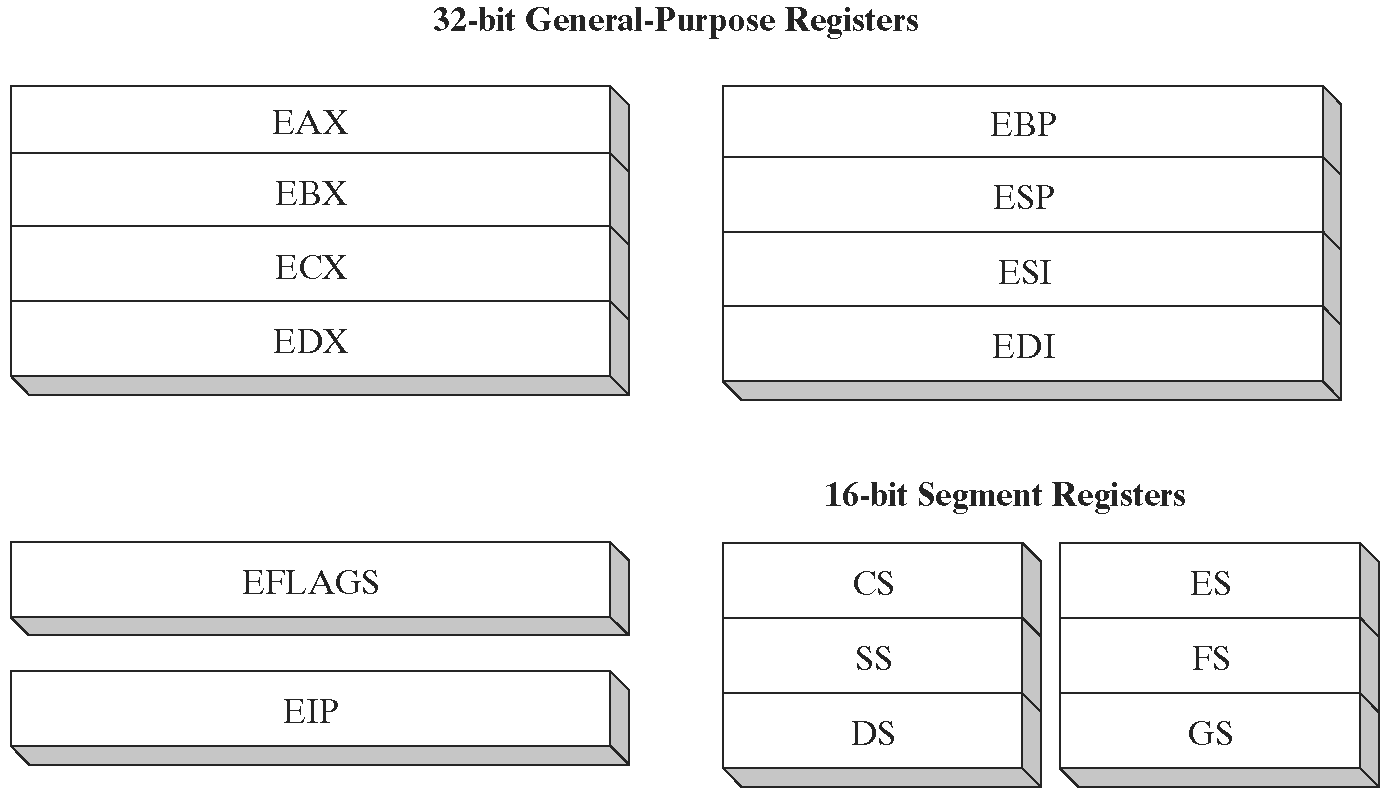 32-bit General-Purpose Registers
EAX
EBX
ECX
EDX
EBP
ESP
ESI
EDI
EFLAGS
EIP
16-bit Segment Registers
CS
SS
DS
ES
FS
GS